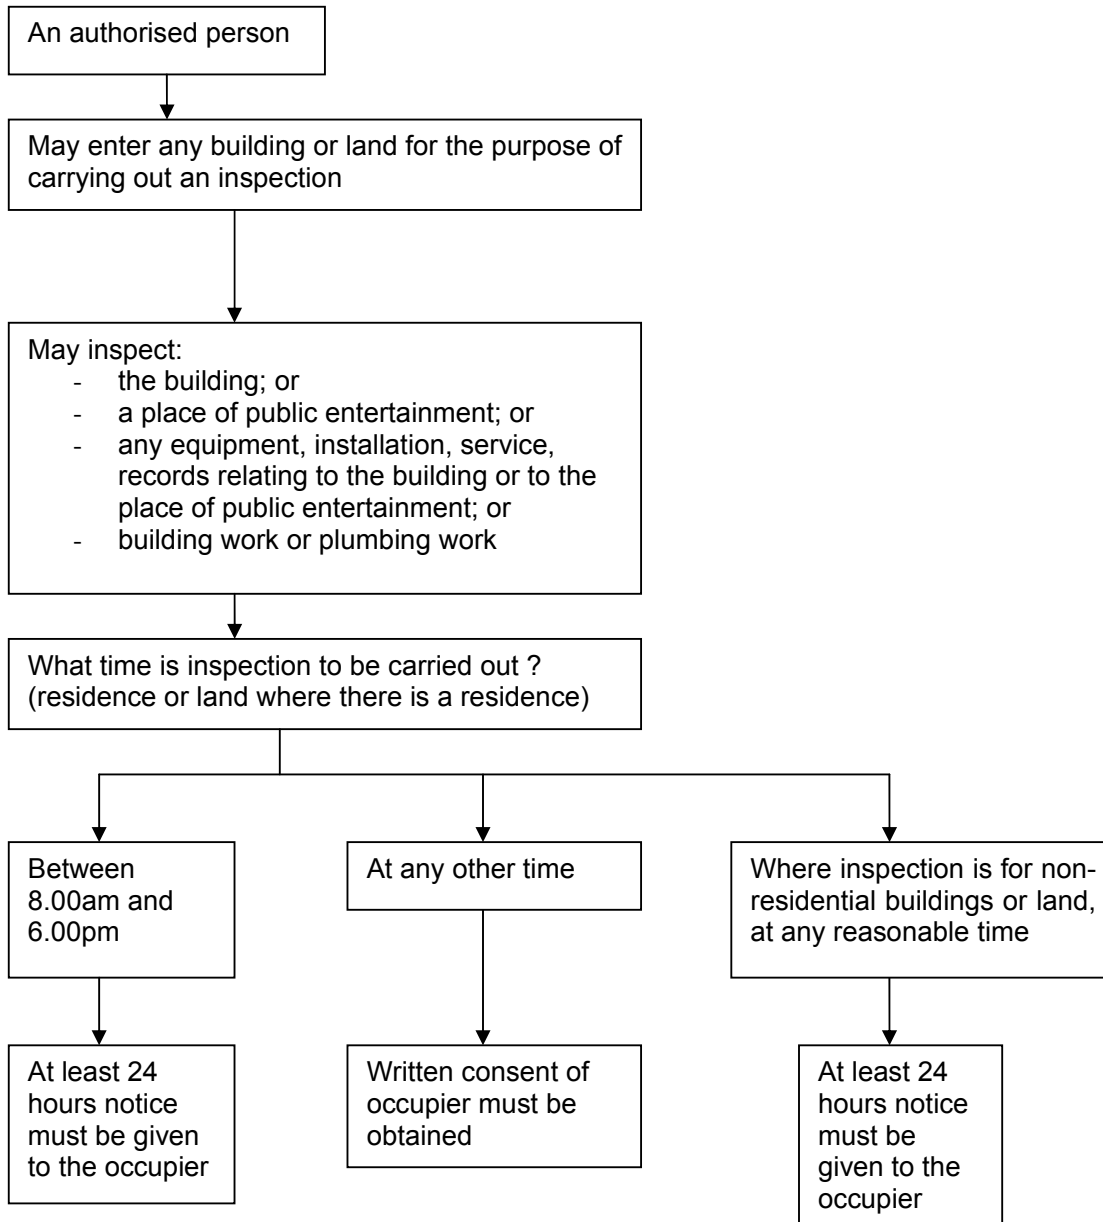 An authorised person
May enter any building or land for the purpose of
carrying out an inspection
May inspect:
- the building; or
- a place of public entertainment; or
- any equipment, installation, service,
records relating to the building or to the
place of public entertainment; or
- building work or plumbing work
What time is inspection to be carried out ?
(residence or land where there is a residence)
Between
8.00am and
6.00pm
At any other time
Where inspection is for non-
residential buildings or land,
at any reasonable time
At least 24
hours notice
must be given
to the occupier
Written consent of
occupier must be
obtained
At least 24
hours notice
must be
given to the
occupier